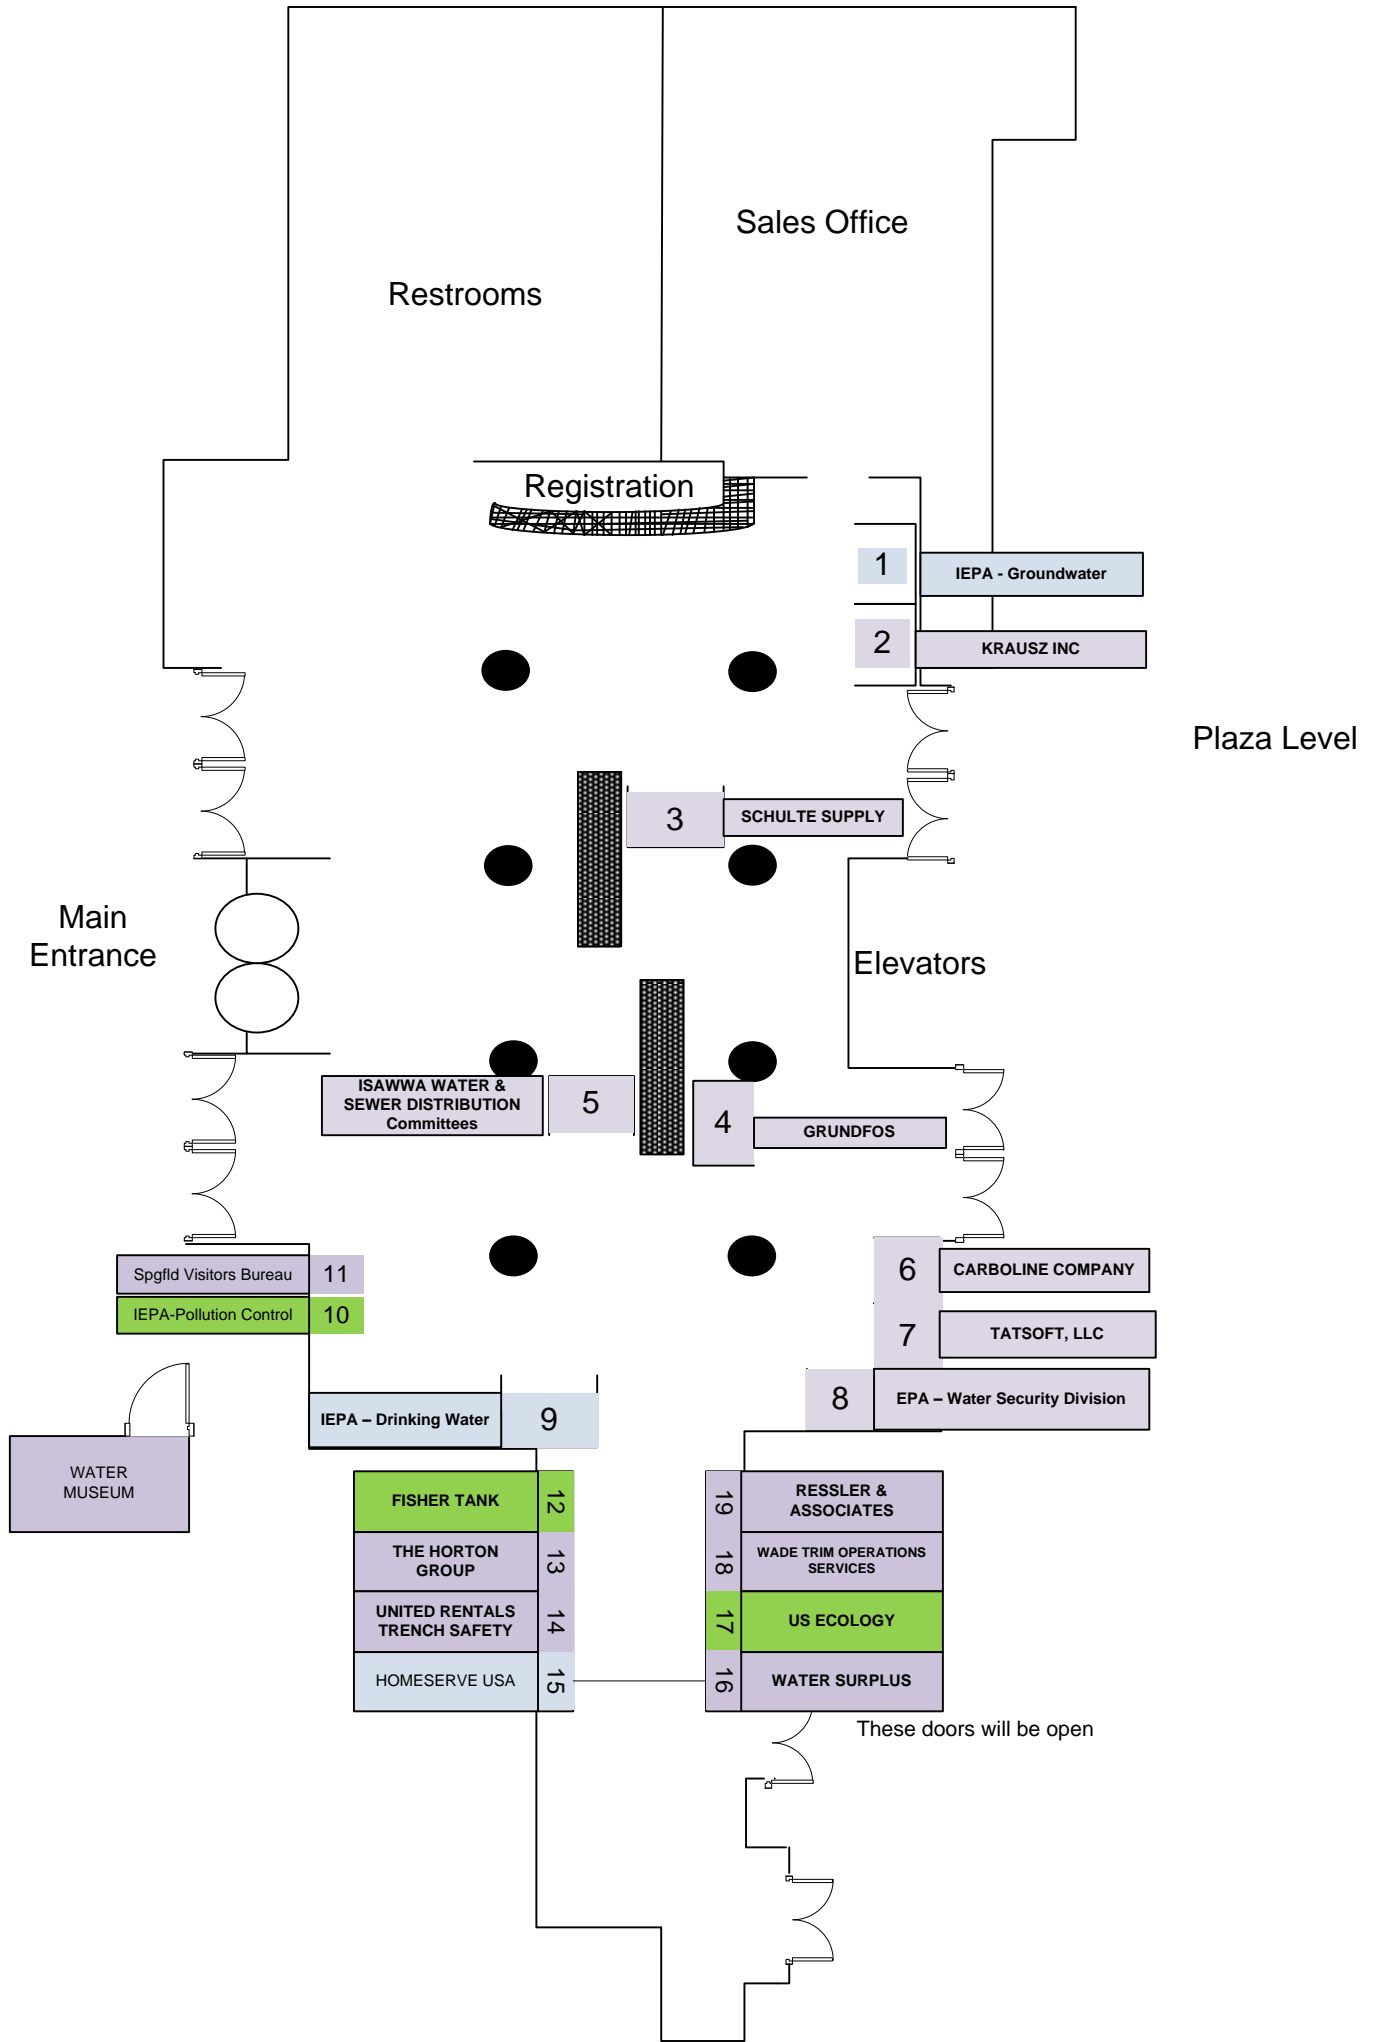 Sales Office
Restrooms
Registration
1
IEPA - Groundwater
2
KRAUSZ INC
Plaza Level
3
SCHULTE SUPPLY
Main
Entrance
Elevators
ISAWWA WATER &
SEWER DISTRIBUTION
Committees
5
4
GRUNDFOS
Spgfld Visitors Bureau
11
IEPA-Pollution Control
10
6
CARBOLINE COMPANY
7
TATSOFT, LLC
8
EPA – Water Security Division
IEPA – Drinking Water
9
WATER
MUSEUM
FISHER TANK
12
THE HORTON
GROUP
13
UNITED RENTALS
TRENCH SAFETY
14
HOMESERVE USA
15
19
RESSLER &
ASSOCIATES
18
WADE TRIM OPERATIONS
SERVICES
17
US ECOLOGY
16
WATER SURPLUS
These doors will be open